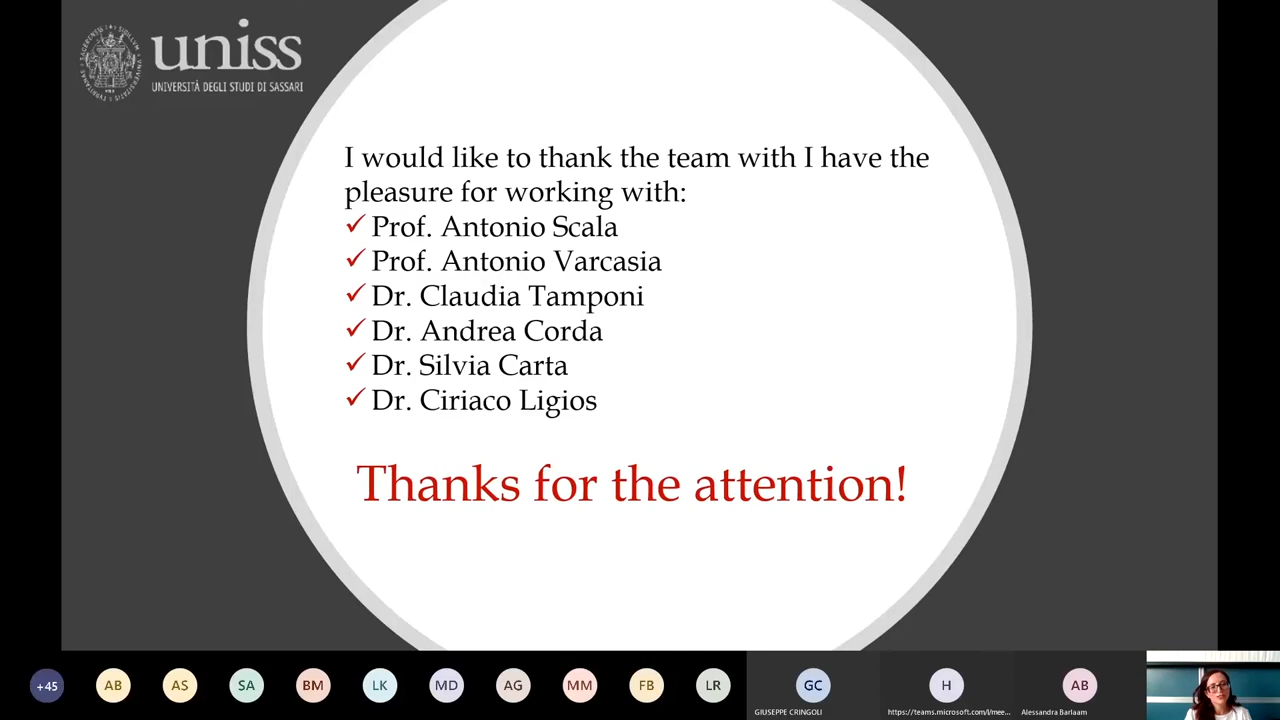 uniss
UNIVERSITÀ DEGLI STUDI DI SASSARI
I would like to thank the team with I have the
pleasure for working with:
Prof. Antonio Scala
Prof. Antonio Varcasia
Dr. Claudia Tamponi
Dr. Andrea Corda
Dr. Silvia Carta
Dr. Ciriaco Ligios
Thanks for the attention!
+45 AB AS SA BM LK MD AG MM FB LR GC H AB
GIUSEPPE CRINGOLI https://teams.microsoft.com/l/mee... Alessandra Barlaam